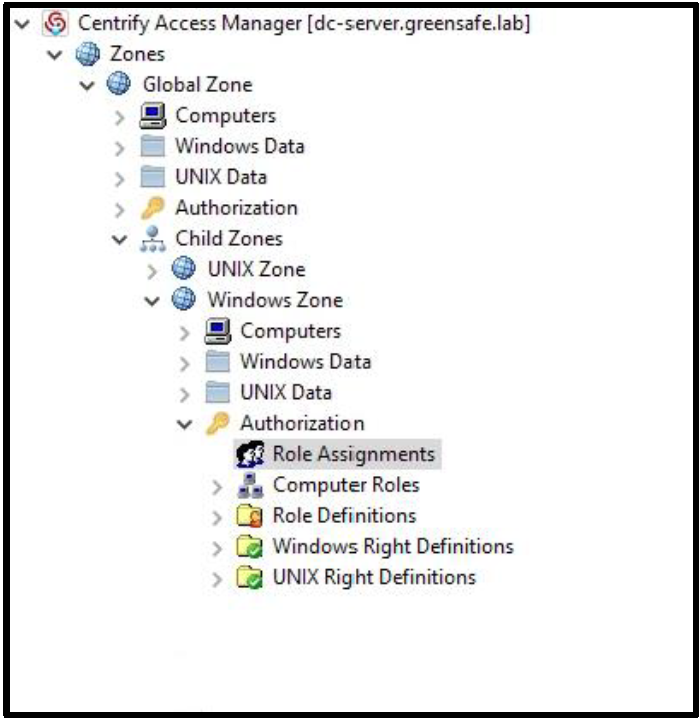 Centrify Access Manager [dc-server.greensafe.lab]
Zones
Global Zone
Computers
Windows Data
UNIX Data
Authorization
Child Zones
UNIX Zone
Windows Zone
Computers
Windows Data
UNIX Data
Authorization
Role Assignments
Computer Roles
Role Definitions
Windows Right Definitions
UNIX Right Definitions